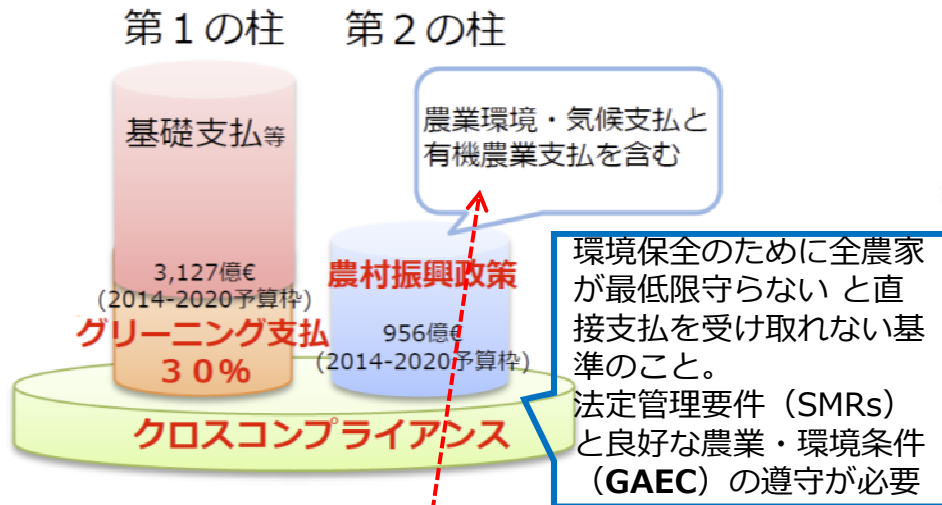 第１の柱
第２の柱
基礎支払等
3,127億€
(2014-2020予算枠)
グリーニング支払
３０％
農業環境・気候支払と
有機農業支払を含む
農村振興政策
956億€
(2014-2020予算枠)
クロスコンプライアンス
環境保全のために全農家
が最低限守らない と直
接支払を受け取れない基
準のこと。
法定管理要件（SMRs）
と良好な農業・環境条件
（GAEC）の遵守が必要